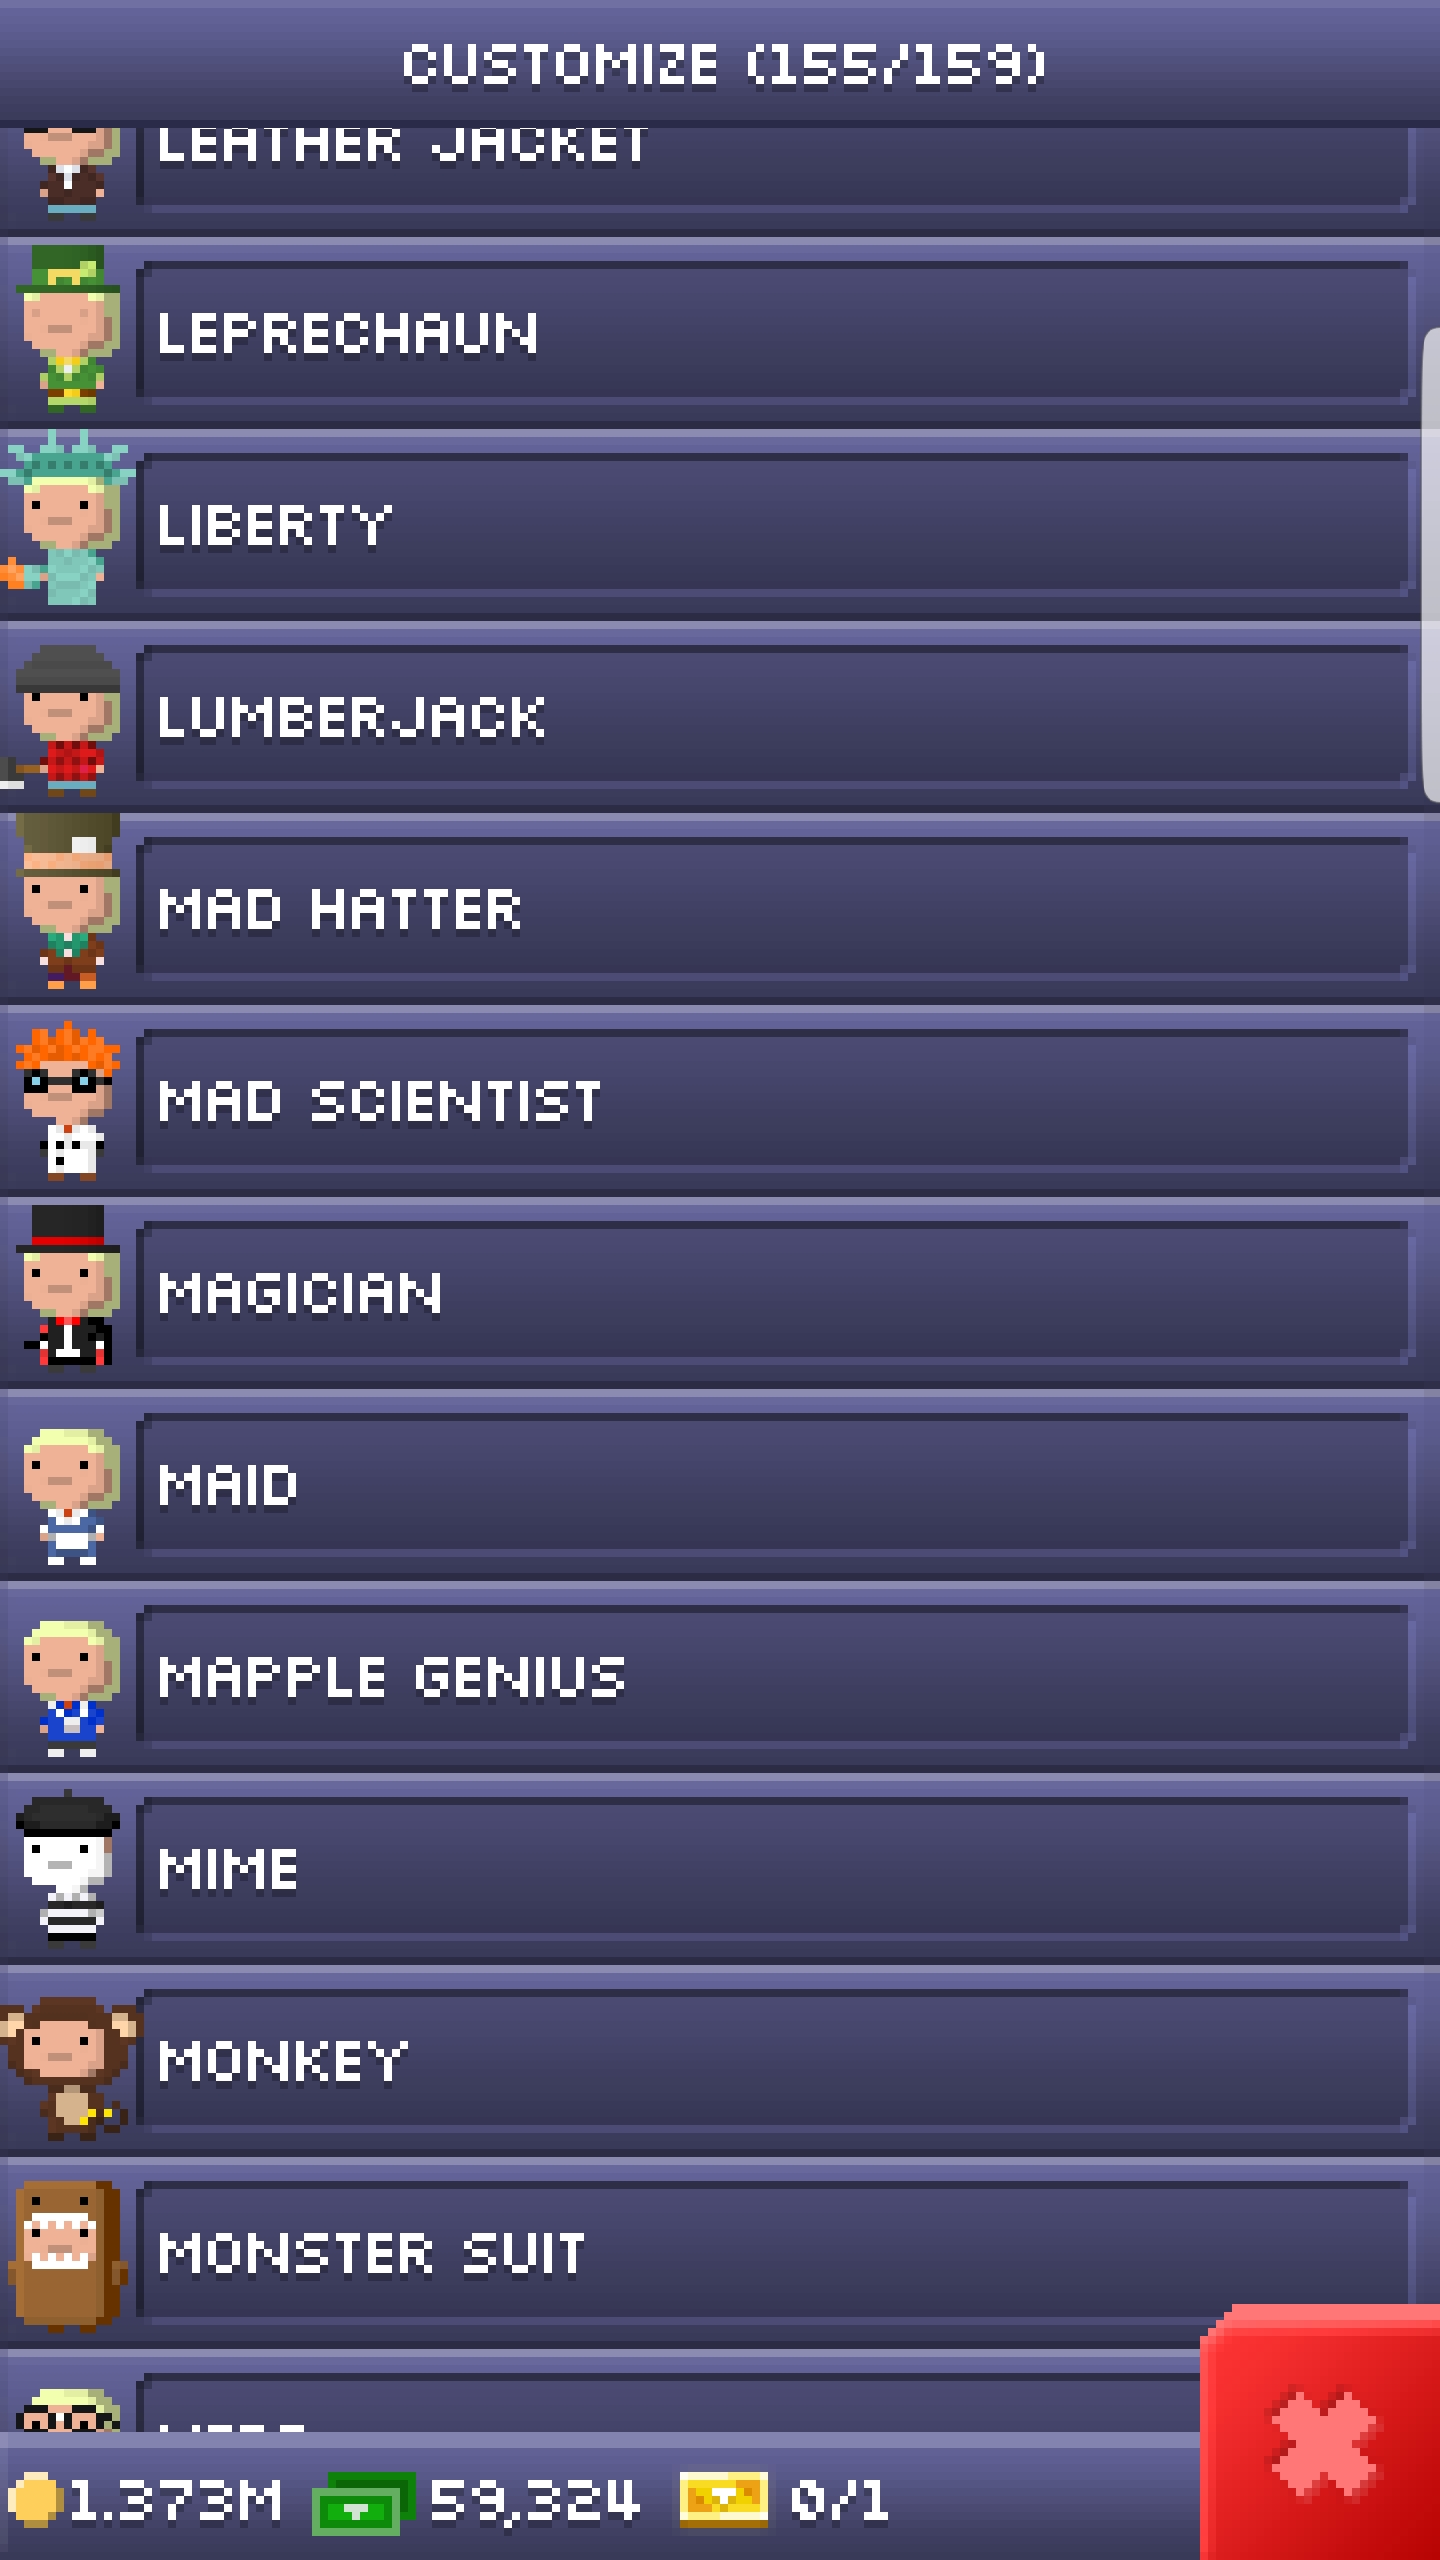 CUSTOMIZE (155/159)
LEATHER JACKET
LEPRECHAUN
LIBERTY
LUMBERJACK
MAD HATTER
MAD SCIENTIST
MAGICIAN
MAID
MAPPLE GENIUS
MIME
MONKEY
MONSTER SUIT
1.373M 59,324 0/1